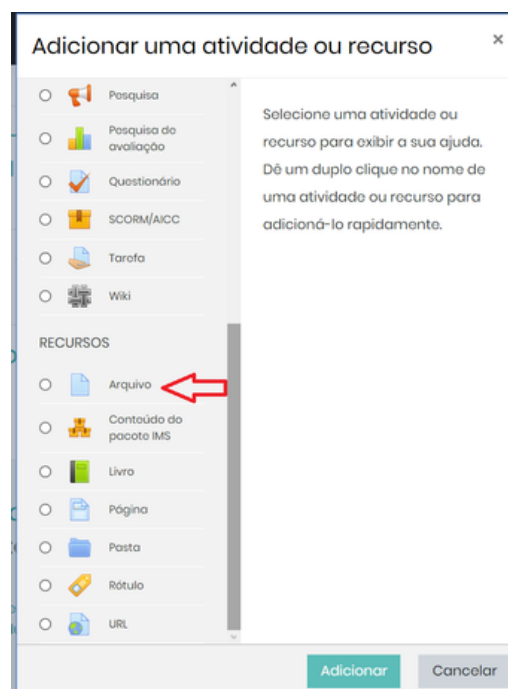 Adicionar uma atividade ou recurso
×
Pesquisa
Pesquisa de
avaliação
Questionário
SCORM/AICC
Tarefa
Wiki
RECURSOS
Arquivo
Conteúdo do
pacote IMS
Livro
Página
Pasta
Rótulo
URL
Selecione uma atividade ou
recurso para exibir a sua ajuda.
Dê um duplo clique no nome de
uma atividade ou recurso para
adicioná-lo rapidamente.
Adicionar
Cancelar